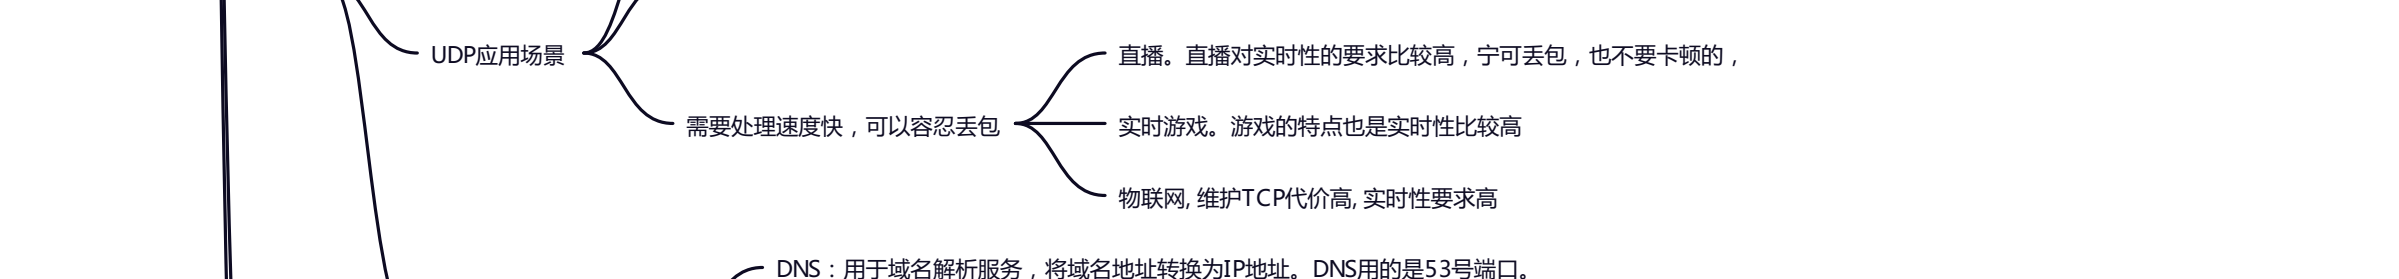 UDP应用场景
直播。直播对实时性的要求比较高，宁可丢包，也不要卡顿的，
需要处理速度快，可以容忍丢包
实时游戏。游戏的特点也是实时性比较高
物联网, 维护TCP代价高, 实时性要求高
DNS：用于域名解析服务，将域名地址转换为IP地址。DNS用的是53号端口。